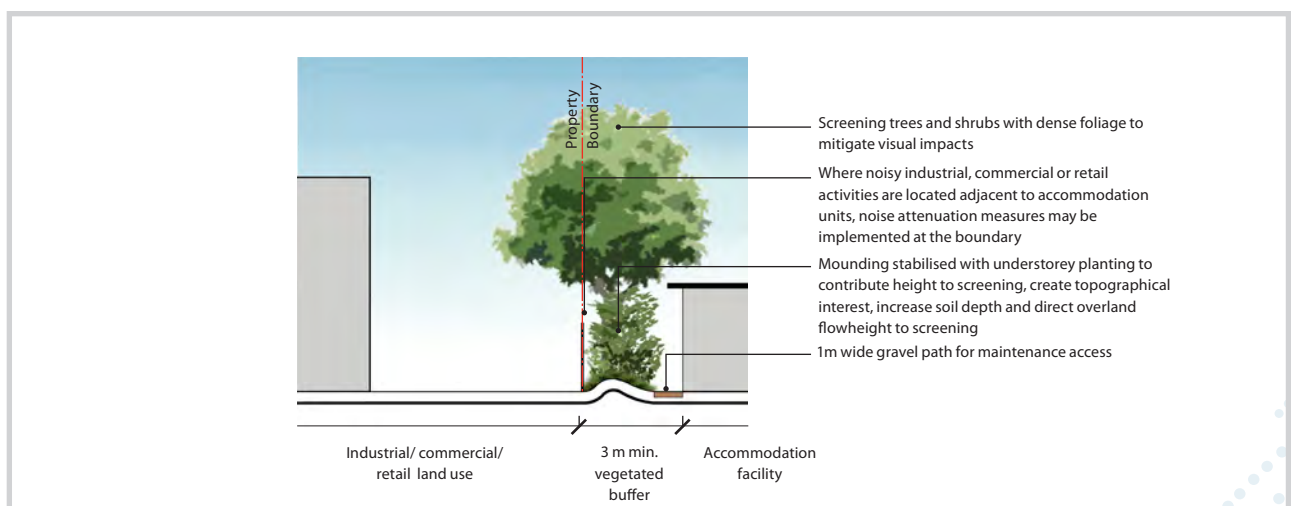 Property
Boundary
Screening trees and shrubs with dense foliage to
mitigate visual impacts
Where noisy industrial, commercial or retail
activities are located adjacent to accommodation
units, noise attenuation measures may be
implemented at the boundary
Mounding stabilised with understorey planting to
contribute height to screening, create topographical
interest, increase soil depth and direct overland
flowheight to screening
1m wide gravel path for maintenance access
Industrial/ commercial/
retail land use
3 m min.
vegetated
buffer
Accommodation
facility